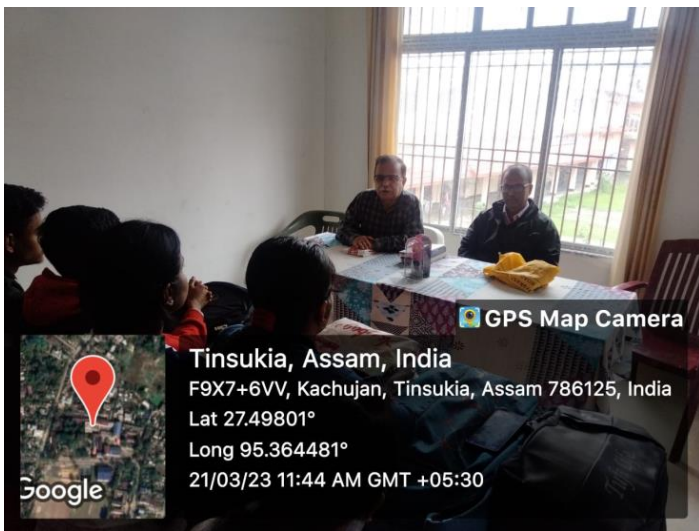 GPS Map Camera
Tinsukia, Assam, India
F9X7+6VV, Kachujan, Tinsukia, Assam 786125, India
Lat 27.49801°
Long 95.364481°
21/03/23 11:44 AM GMT +05:30
Google